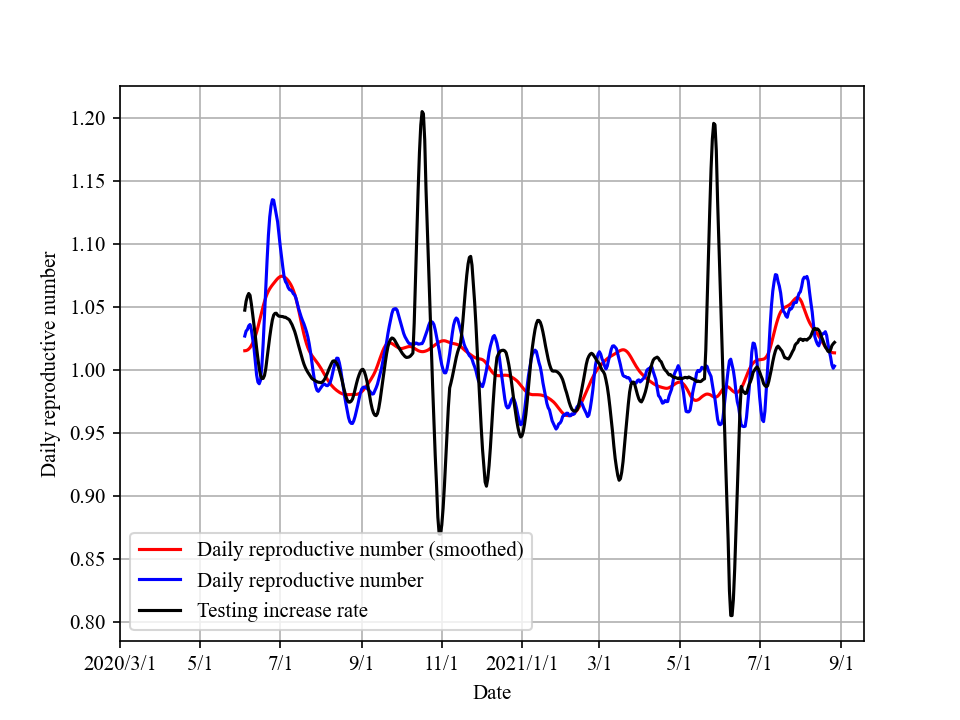 Daily reproductive number
1.20
1.15
1.10
1.05
1.00
0.95
0.90
0.85
0.80
Daily reproductive number (smoothed)
Daily reproductive number
Testing increase rate
2020/3/1 5/1 7/1 9/1 11/1 2021/1/1 3/1 5/1 7/1 9/1
Date